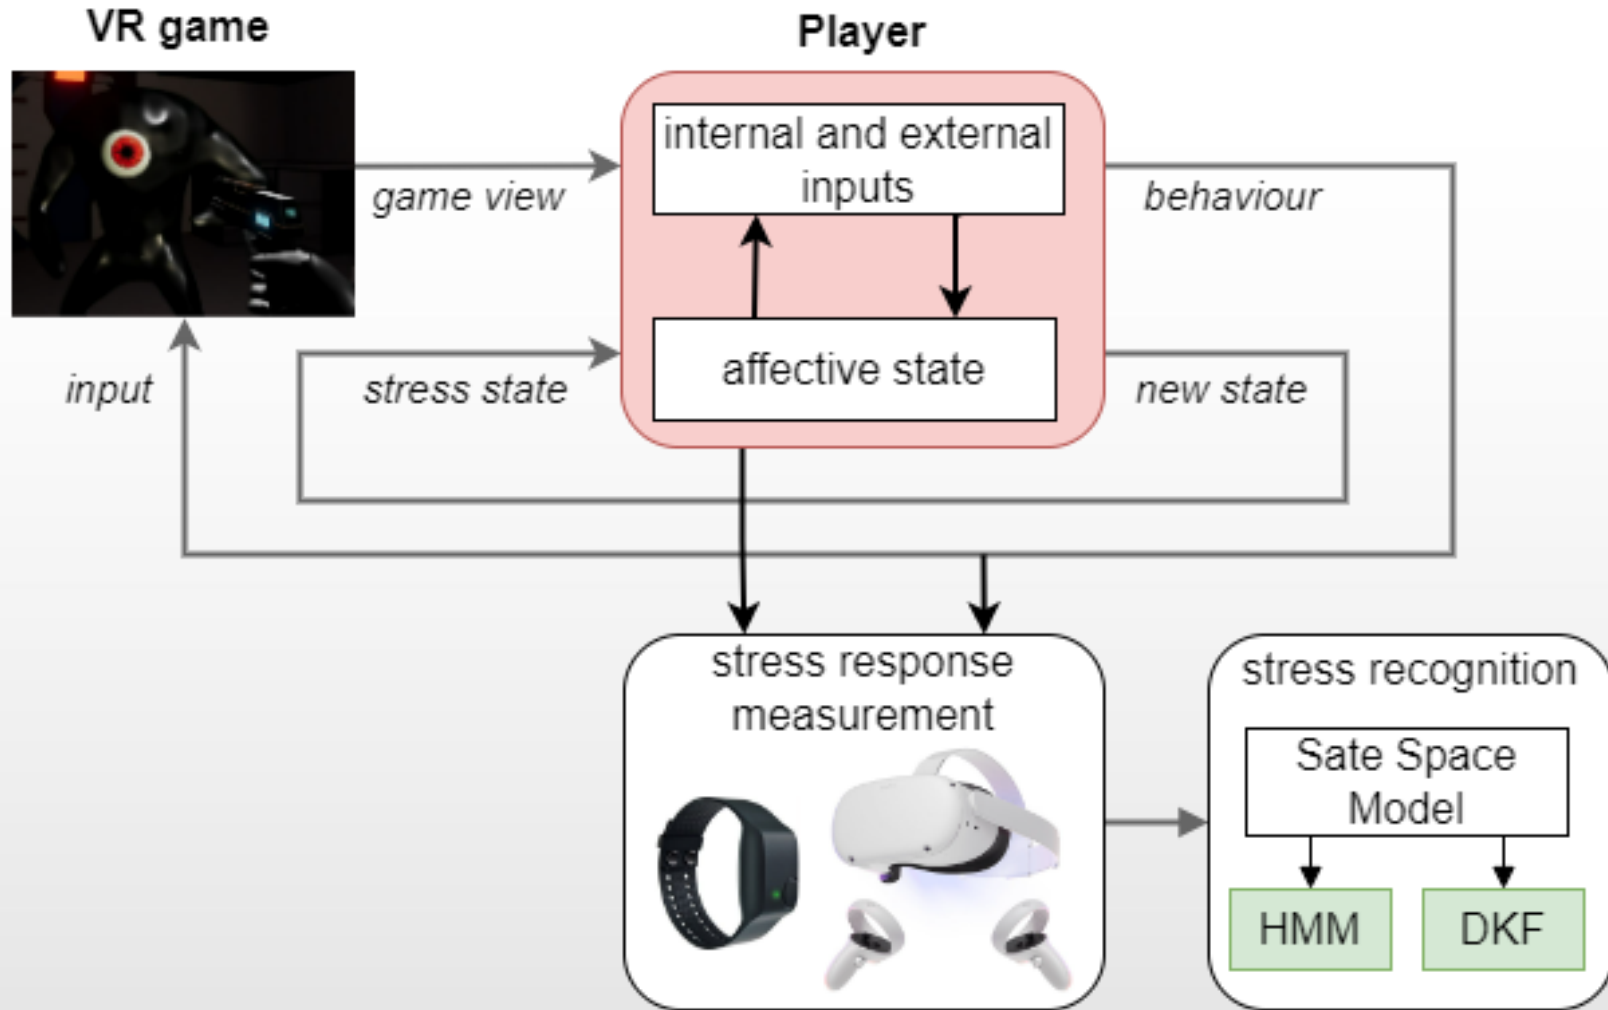 VR game
Player
internal and external
inputs
game view
behaviour
affective state
input
stress state
new state
stress response
measurement
stress recognition
Sate Space
Model
HMM
DKF